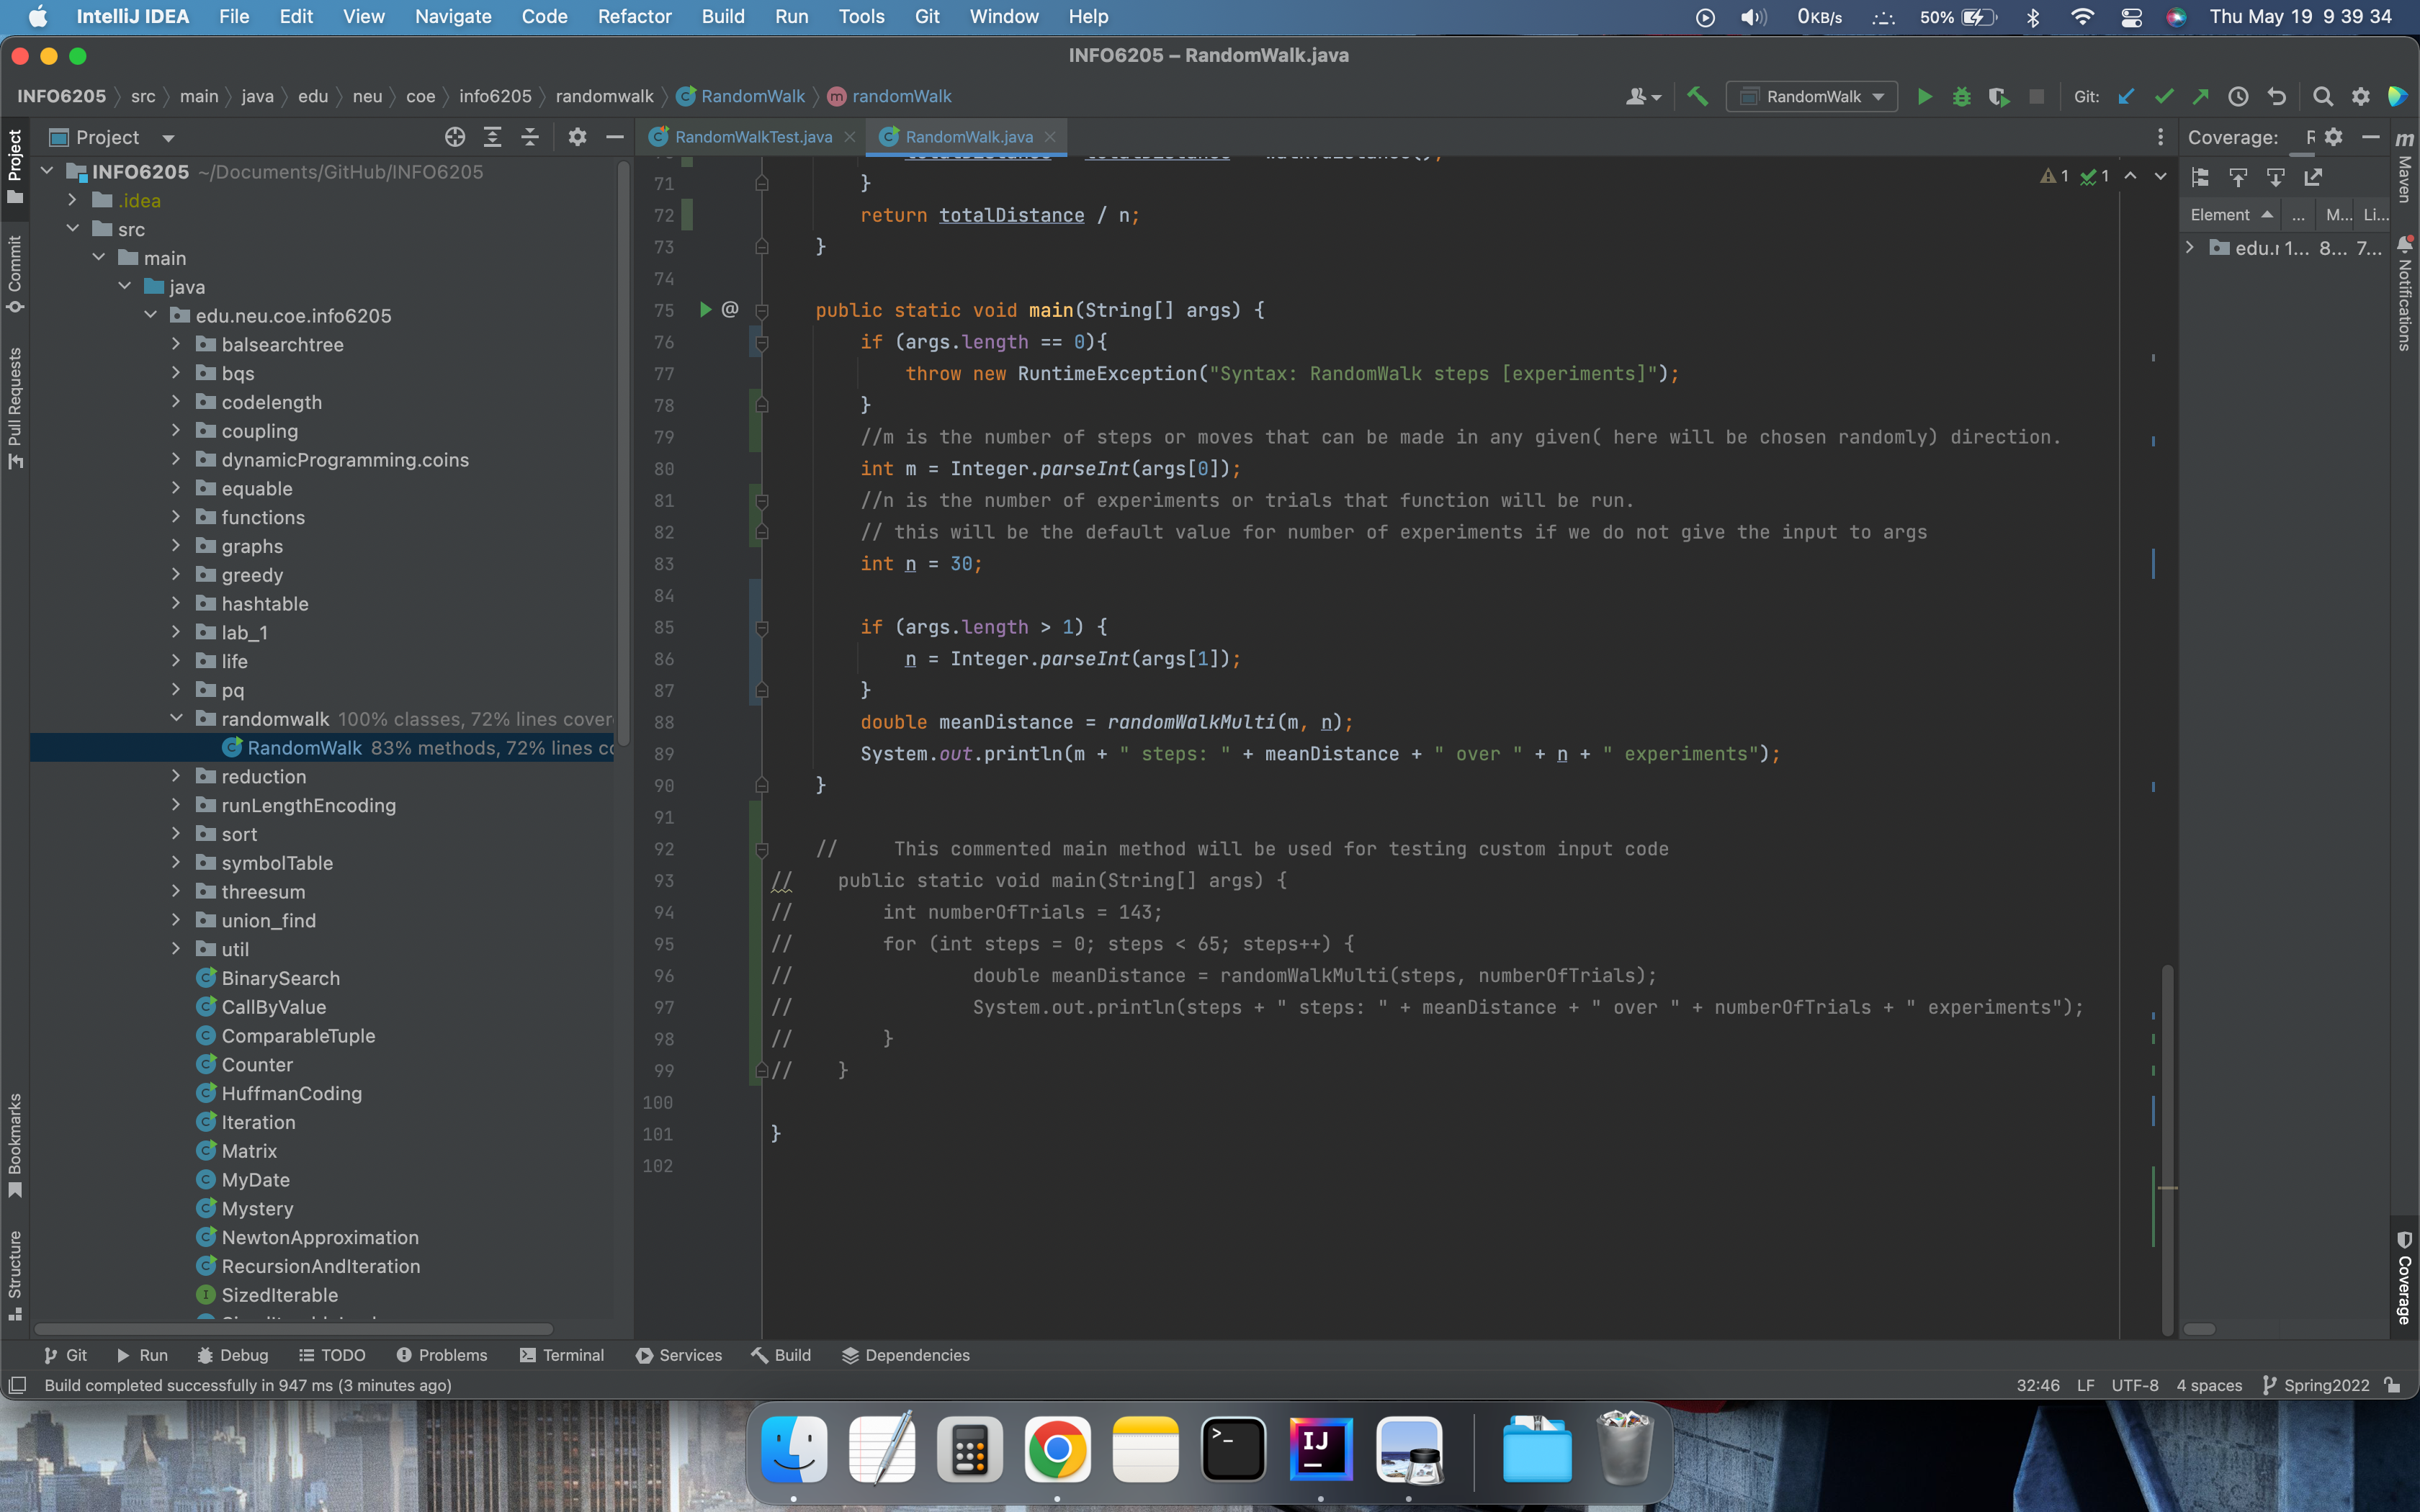 IntelliJ IDEA File Edit View Navigate Code Refactor Build Run Tools Git Window Help 0KB/s 50% Thu May 19 9 39 34
INFO6205 – RandomWalk.java
INFO6205 src main java edu neu coe info6205 randomwalk RandomWalk randomWalk RandomWalk Git:
Project RandomWalkTest.java RandomWalk.java Coverage: R
INFO6205 ~/Documents/GitHub/INFO6205
.idea
src
main
java
edu.neu.coe.info6205
balsearchtree
bqs
codelength
coupling
dynamicProgramming.coins
equable
functions
graphs
greedy
hashtable
lab_1
life
pq
randomwalk 100% classes, 72% lines cover
RandomWalk 83% methods, 72% lines co
reduction
runLengthEncoding
sort
symbolTable
threesum
union_find
util
BinarySearch
CallByValue
ComparableTuple
Counter
HuffmanCoding
Iteration
Matrix
MyDate
Mystery
NewtonApproximation
RecursionAndIteration
SizedIterable
Project
Commit
Pull Requests
Bookmarks
Structure
71 }
72 return totalDistance / n;
73 }
74
75 @ public static void main(String[] args) {
76 if (args.length == 0){
77 throw new RuntimeException("Syntax: RandomWalk steps [experiments]");
78 }
79 //m is the number of steps or moves that can be made in any given( here will be chosen randomly) direction.
80 int m = Integer.parseInt(args[0]);
81 //n is the number of experiments or trials that function will be run.
82 // this will be the default value for number of experiments if we do not give the input to args
83 int n = 30;
84
85 if (args.length > 1) {
86 n = Integer.parseInt(args[1]);
87 }
88 double meanDistance = randomWalkMulti(m, n);
89 System.out.println(m + " steps: " + meanDistance + " over " + n + " experiments");
90 }
91
92 // This commented main method will be used for testing custom input code
93 // public static void main(String[] args) {
94 // int numberOfTrials = 143;
95 // for (int steps = 0; steps < 65; steps++) {
96 // double meanDistance = randomWalkMulti(steps, numberOfTrials);
97 // System.out.println(steps + " steps: " + meanDistance + " over " + numberOfTrials + " experiments");
98 // }
99 // }
100
101 }
102
1 1
Element ... M... Li...
edu.r 1... 8... 7...
m Maven
Notifications
Coverage
Git Run Debug TODO Problems Terminal Services Build Dependencies
Build completed successfully in 947 ms (3 minutes ago) 32:46 LF UTF-8 4 spaces Spring2022
>_ IJ